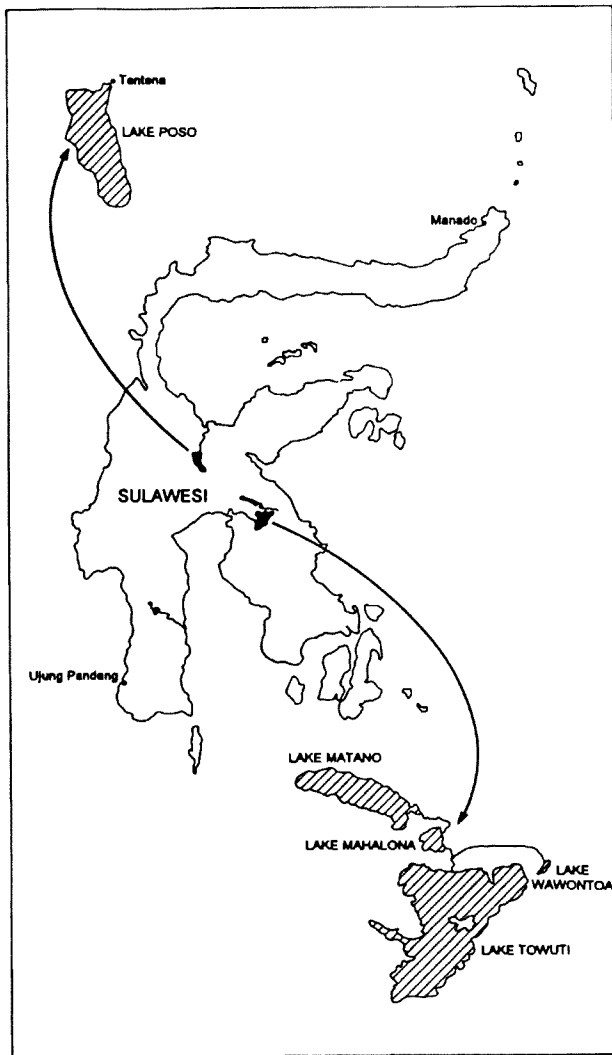 Tentena
LAKE POSO
Manado
SULAWESI
Ujung Pandang
LAKE MATANO
LAKE MAHALONA
LAKE
WAWONTOA
LAKE TOWUTI